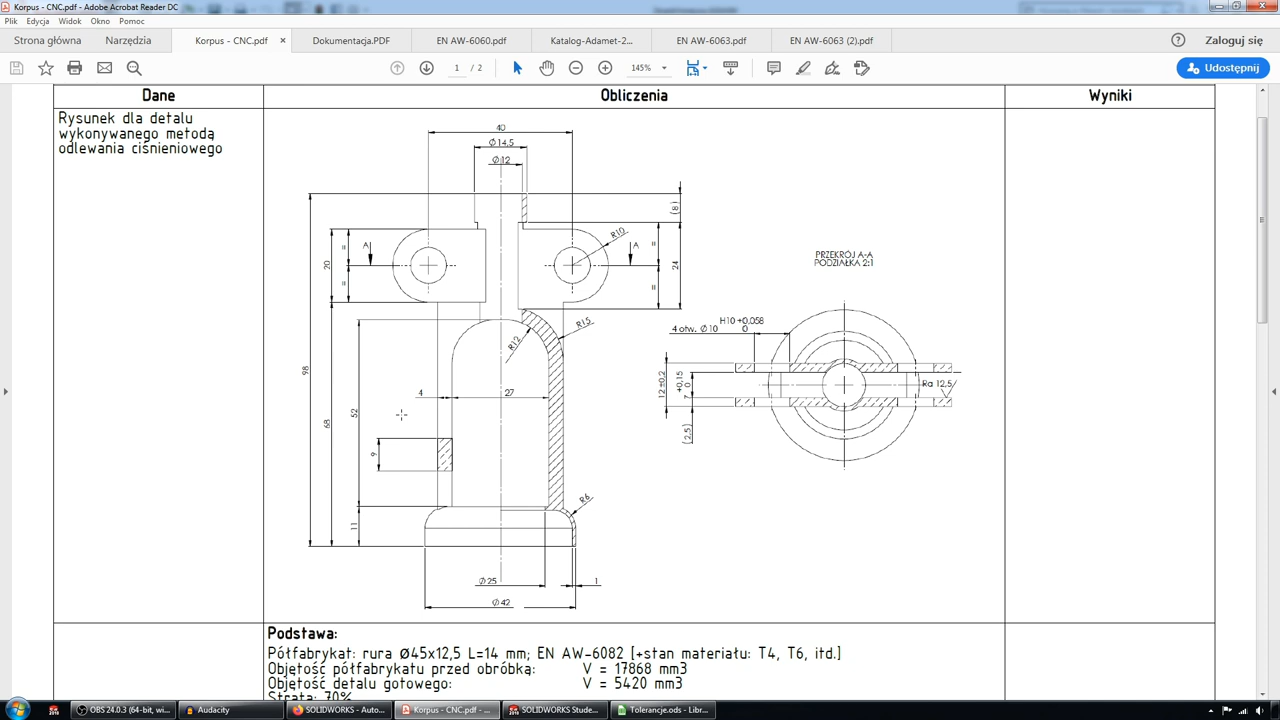 Korpus - CNC.pdf - Adobe Acrobat Reader DC
Plik Edycja Widok Okno Pomoc
Strona główna Narzędzia Korpus - CNC.pdf × Dokumentacja.PDF EN AW-6060.pdf Katalog-Adamet-2... EN AW-6063.pdf EN AW-6063 (2).pdf Zaloguj się
1 / 2 145% Udostępnij
Dane Obliczenia Wyniki
Rysunek dla detalu
wykonywanego metodą
odlewania ciśnieniowego
40
Ø14,5
Ø12
(8)
R10
A A
= =
20 24
= =
PRZEKRÓJ A-A
PODZIAŁKA 2:1
R15
R12
H10 +0,058
0
4 otw. Ø10
12 ±0,2
+0,15
7 0
(2,5)
Ra 12,5
98
68
52
4 27
9
R6
11
Ø25 1
Ø42
Podstawa:
Półfabrykat: rura Ø45x12,5 L=14 mm; EN AW-6082 [+stan materiału: T4, T6, itd.]
Objętość półfabrykatu przed obróbką: V = 17868 mm3
Objętość detalu gotowego: V = 5420 mm3
Strata: 70%
OBS 24.0.3 (64-bit, wi... Audacity SOLIDWORKS - Auto... Korpus - CNC.pdf - ... SOLIDWORKS Stude... Tolerancje.ods - Libr... 15:27